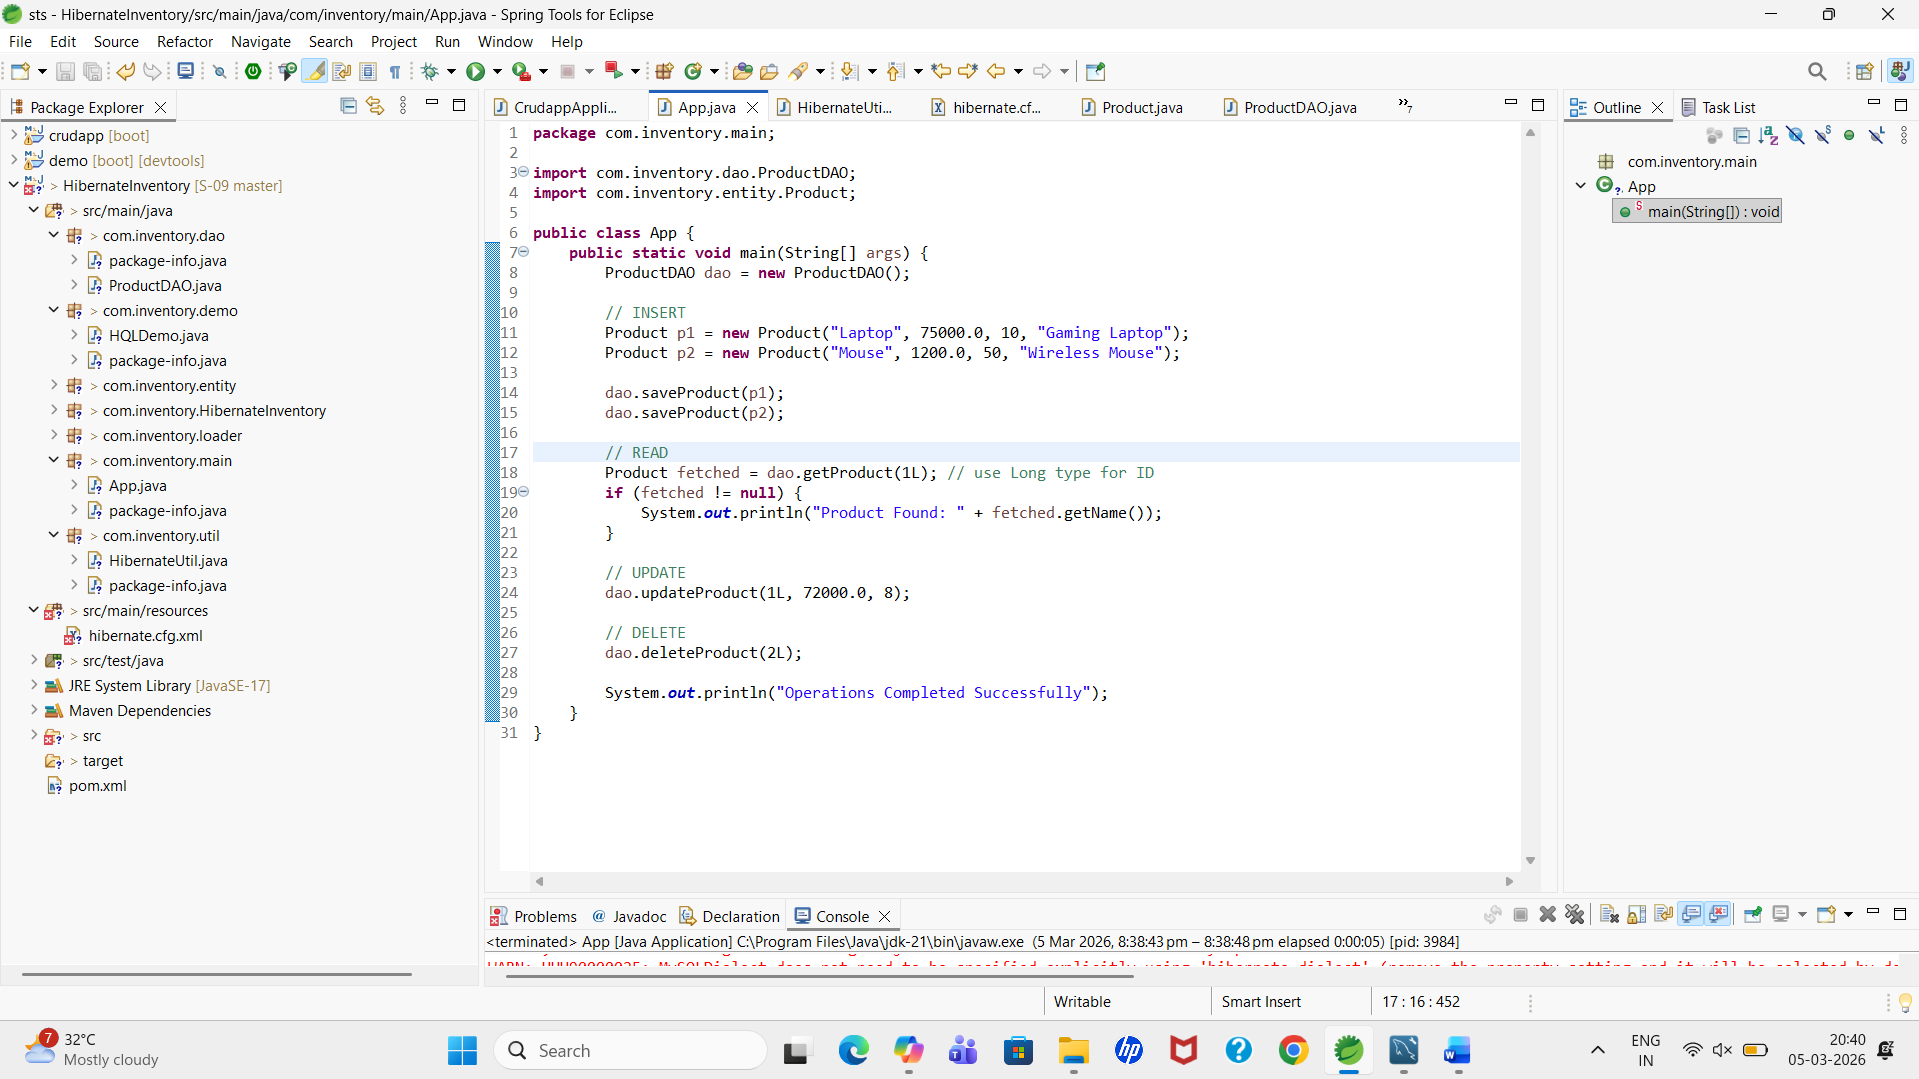 sts - HibernateInventory/src/main/java/com/inventory/main/App.java - Spring Tools for Eclipse
File Edit Source Refactor Navigate Search Project Run Window Help
Package Explorer
crudapp [boot]
demo [boot] [devtools]
> HibernateInventory [S-09 master]
> src/main/java
> com.inventory.dao
package-info.java
ProductDAO.java
> com.inventory.demo
HQLDemo.java
package-info.java
> com.inventory.entity
> com.inventory.HibernateInventory
> com.inventory.loader
> com.inventory.main
App.java
package-info.java
> com.inventory.util
HibernateUtil.java
package-info.java
> src/main/resources
hibernate.cfg.xml
> src/test/java
JRE System Library [JavaSE-17]
Maven Dependencies
> src
> target
pom.xml
CrudappAppli... App.java HibernateUti... hibernate.cf... Product.java ProductDAO.java »7
1 package com.inventory.main;
2
3 import com.inventory.dao.ProductDAO;
4 import com.inventory.entity.Product;
5
6 public class App {
7 public static void main(String[] args) {
8 ProductDAO dao = new ProductDAO();
9
10 // INSERT
11 Product p1 = new Product("Laptop", 75000.0, 10, "Gaming Laptop");
12 Product p2 = new Product("Mouse", 1200.0, 50, "Wireless Mouse");
13
14 dao.saveProduct(p1);
15 dao.saveProduct(p2);
16
17 // READ
18 Product fetched = dao.getProduct(1L); // use Long type for ID
19 if (fetched != null) {
20 System.out.println("Product Found: " + fetched.getName());
21 }
22
23 // UPDATE
24 dao.updateProduct(1L, 72000.0, 8);
25
26 // DELETE
27 dao.deleteProduct(2L);
28
29 System.out.println("Operations Completed Successfully");
30 }
31 }
Outline Task List
com.inventory.main
App
main(String[]) : void
Problems Javadoc Declaration Console
<terminated> App [Java Application] C:\Program Files\Java\jdk-21\bin\javaw.exe (5 Mar 2026, 8:38:43 pm – 8:38:48 pm elapsed 0:00:05) [pid: 3984]
Writable Smart Insert 17 : 16 : 452
7
32°C
Mostly cloudy
Search
ENG
IN
20:40
05-03-2026